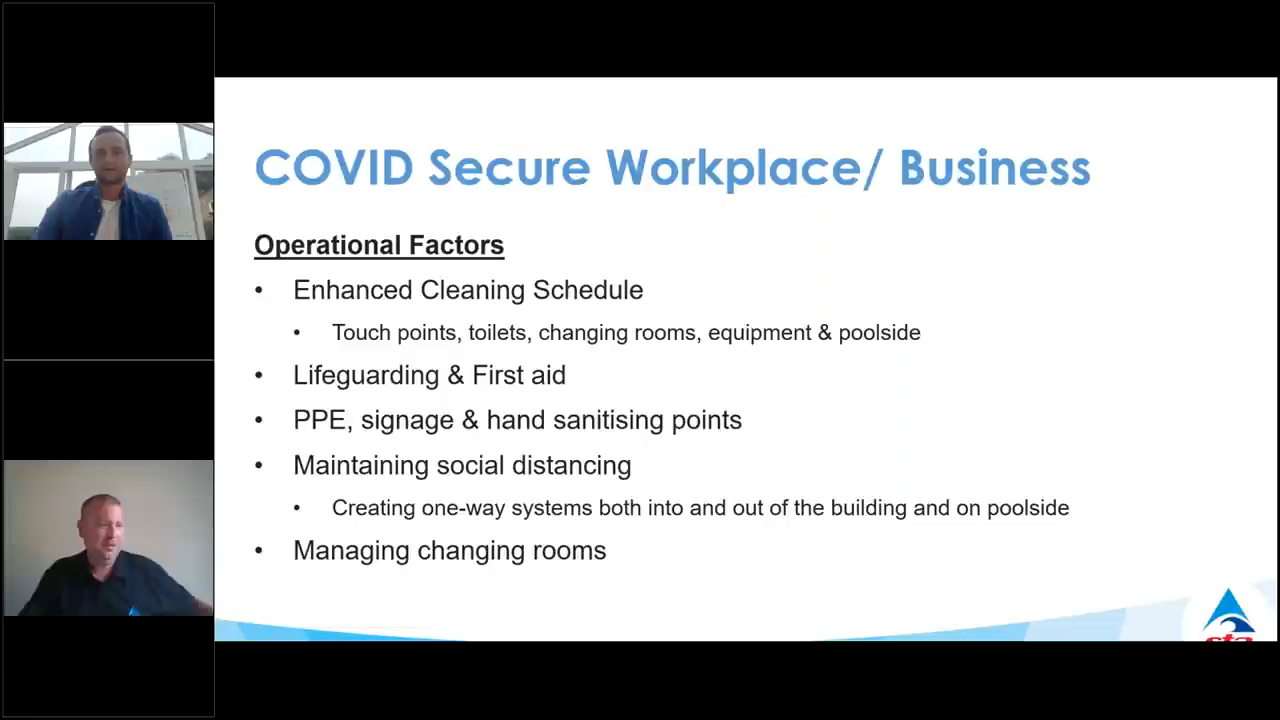 COVID Secure Workplace/ Business
Operational Factors
• Enhanced Cleaning Schedule
• Touch points, toilets, changing rooms, equipment & poolside
• Lifeguarding & First aid
• PPE, signage & hand sanitising points
• Maintaining social distancing
• Creating one-way systems both into and out of the building and on poolside
• Managing changing rooms
sta